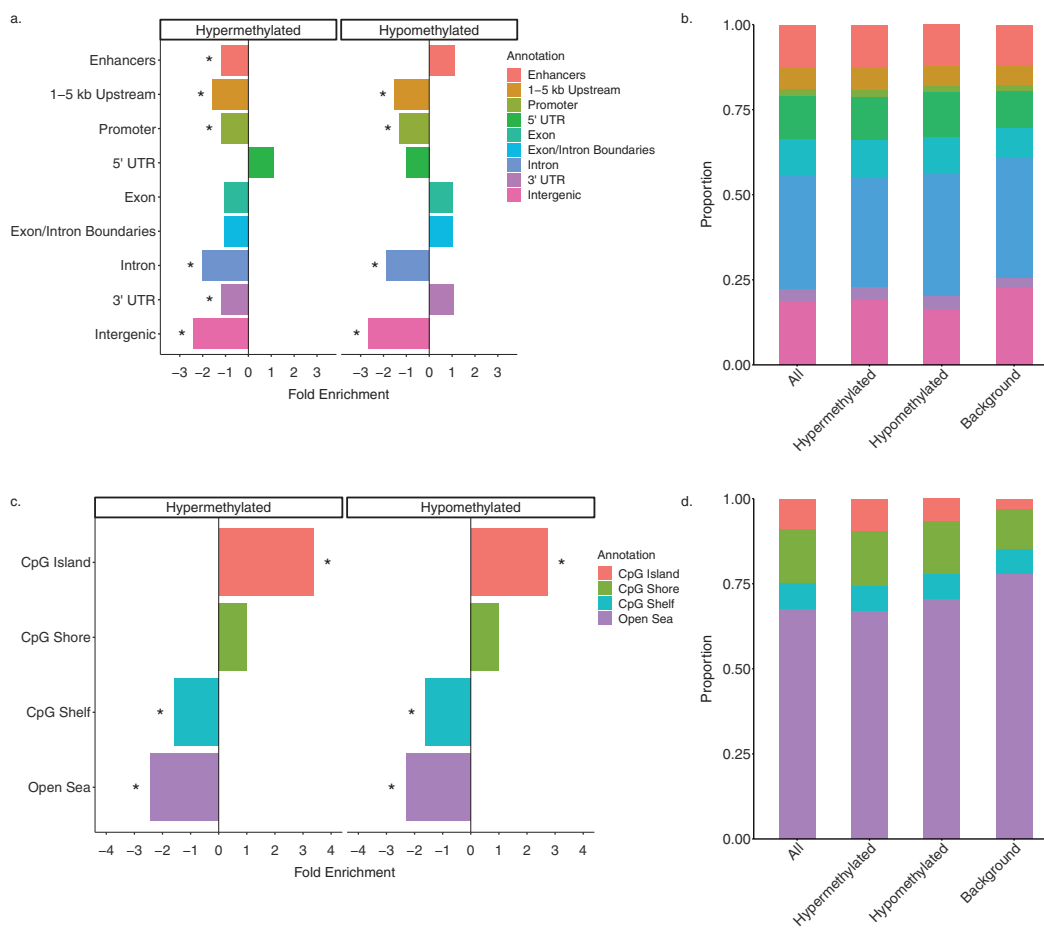 a.
Hypermethylated
Hypomethylated
Enhancers
1–5 kb Upstream
Promoter
5' UTR
Exon
Exon/Intron Boundaries
Intron
3' UTR
Intergenic
*
*
*
*
*
*
*
*
*
*
−3 −2 −1 0 1 2 3
−3 −2 −1 0 1 2 3
Fold Enrichment
Annotation
Enhancers
1−5 kb Upstream
Promoter
5' UTR
Exon
Exon/Intron Boundaries
Intron
3' UTR
Intergenic
b.
Proportion
1.00
0.75
0.50
0.25
0.00
All
Hypermethylated
Hypomethylated
Background
c.
Hypermethylated
Hypomethylated
CpG Island
CpG Shore
CpG Shelf
Open Sea
*
*
*
*
*
*
−4 −3 −2 −1 0 1 2 3 4
−4 −3 −2 −1 0 1 2 3 4
Fold Enrichment
Annotation
CpG Island
CpG Shore
CpG Shelf
Open Sea
d.
Proportion
1.00
0.75
0.50
0.25
0.00
All
Hypermethylated
Hypomethylated
Background